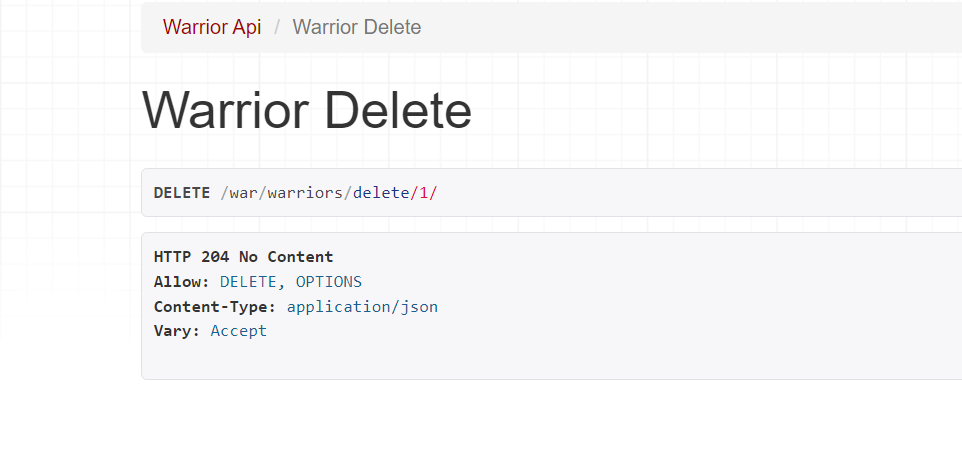 Warrior Api / Warrior Delete
Warrior Delete
DELETE /war/warriors/delete/1/
HTTP 204 No Content
Allow: DELETE, OPTIONS
Content-Type: application/json
Vary: Accept